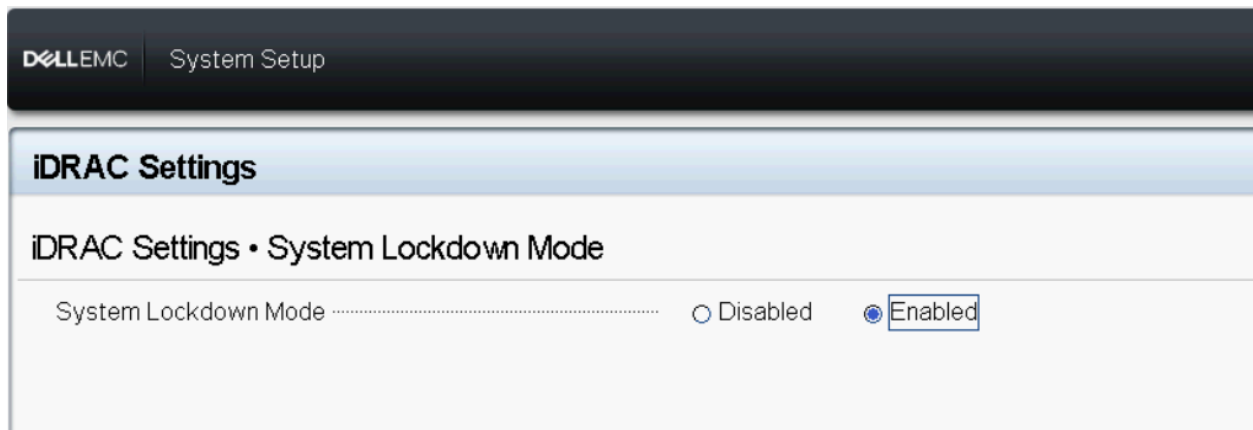 DELLEMC System Setup
iDRAC Settings
iDRAC Settings • System Lockdown Mode
System Lockdown Mode Disabled Enabled